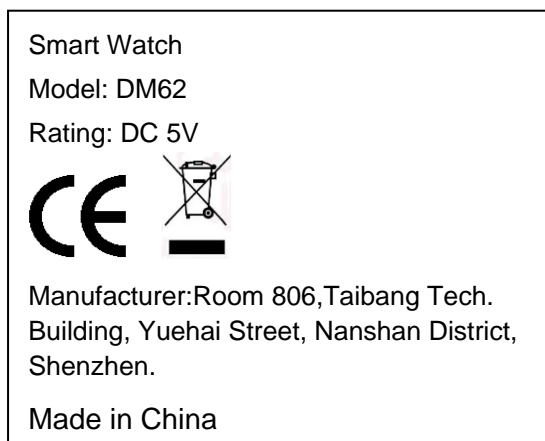 Smart Watch
Model: DM62
Rating: DC 5V
CE
Manufacturer:Room 806,Taibang Tech.
Building, Yuehai Street, Nanshan District,
Shenzhen.
Made in China